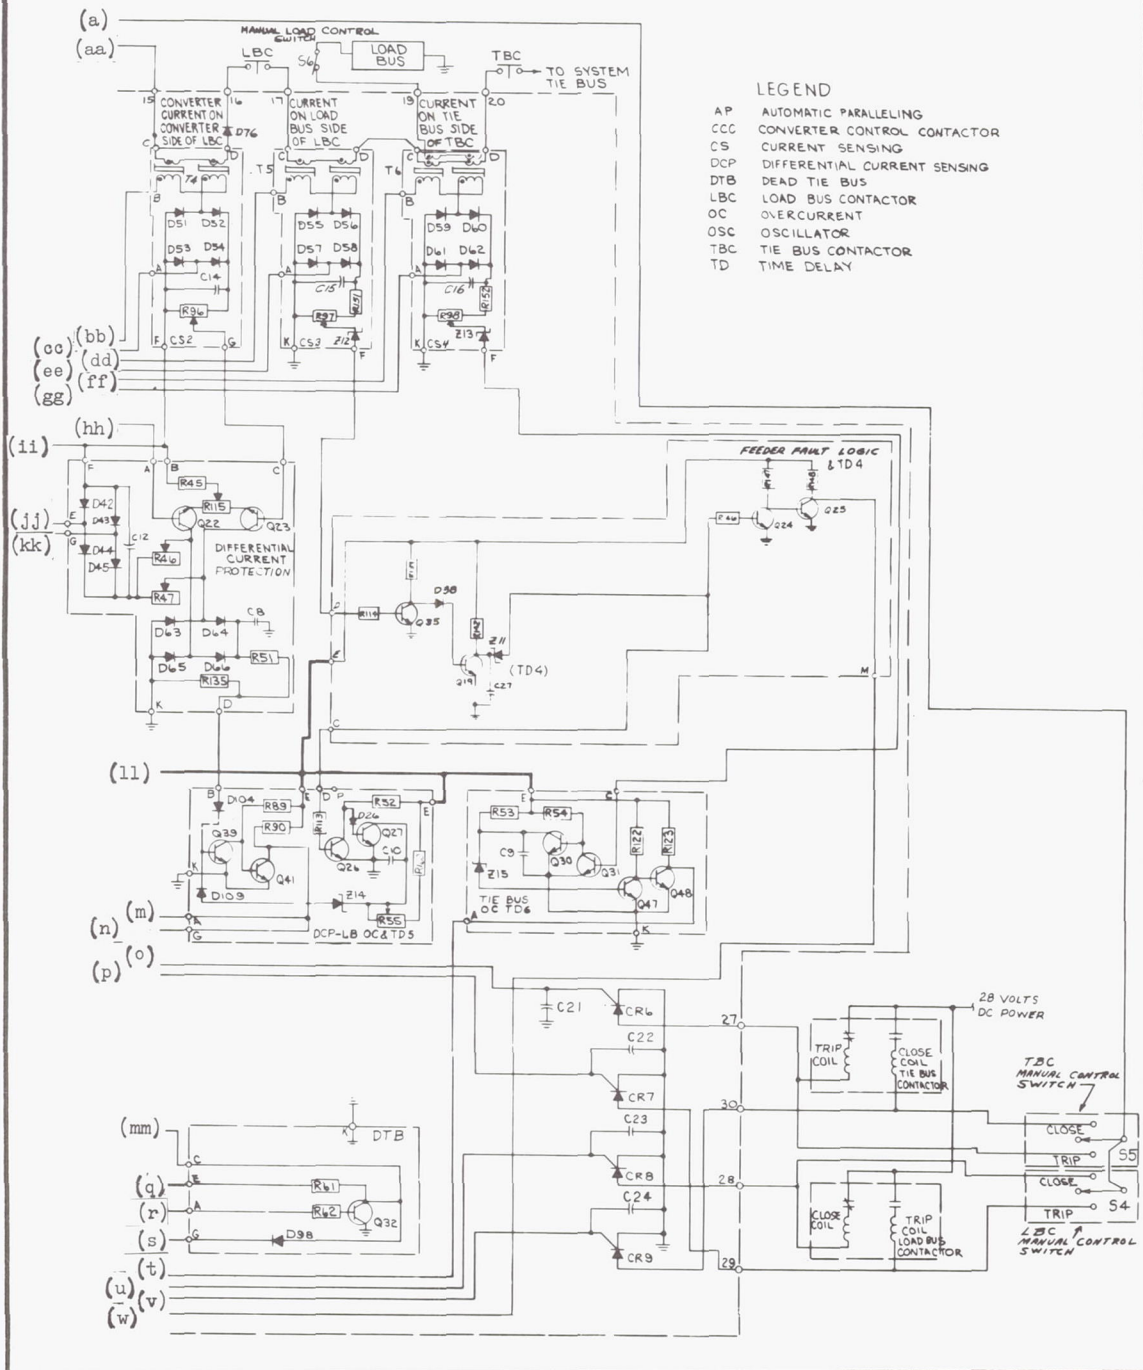 (a)
(aa)
MANUAL LOAD CONTROL
SWITCH
LBC
S6
LOAD
BUS
TBC
TO SYSTEM
TIE BUS
15
CONVERTER
CURRENT ON
CONVERTER
SIDE OF LBC
16
D76
17
CURRENT
ON LOAD
BUS SIDE
OF LBC
19
CURRENT
ON TIE
BUS SIDE
OF TBC
20
LEGEND
AP AUTOMATIC PARALLELING
CCC CONVERTER CONTROL CONTACTOR
CS CURRENT SENSING
DCP DIFFERENTIAL CURRENT SENSING
DTB DEAD TIE BUS
LBC LOAD BUS CONTACTOR
OC OVERCURRENT
OSC OSCILLATOR
TBC TIE BUS CONTACTOR
TD TIME DELAY
C D C D C D
T4 T5 T6
B B B
D51 D52 D55 D56 D59 D60
D53 D54 D57 D58 D61 D62
A A A
C14 C15 C16
R151 R152
R96 R97 R98
Z12 Z13
F CS2 G K CS3 F K CS4 F
(bb)
(cc)
(dd)
(ee)
(ff)
(gg)
(hh)
(ii)
F A B C
R45
R115
D42
D43
Q22 Q23
(jj)
E
(kk)
G
C12
D44
D45
R46
R47
DIFFERENTIAL
CURRENT
PROTECTION
D63 D64 C8
D65 D66 R51
R135
K D
FEEDER FAULT LOGIC
& TD4
Q24 Q25
R114
Q35
D38
Z11
(TD4)
Q19
C27
E
C
M
(ll)
B D104 R89 E D P R52 E
R90
Q39
R113
D26 Q27
C10
Q26
K
Q41
D109
Z14
R55
(m)
A
(n)
G
DCP-LB OC & TD5
E C
R53 R54
R122 R123
C9 Q30 Q31
Z15
Q47 Q48
TIE BUS
OC TD6
A
K
(o)
(p)
C21
CR6
27
C22
CR7
30
C23
CR8
28
C24
CR9
29
28 VOLTS
DC POWER
TRIP
COIL
CLOSE
COIL
TIE BUS
CONTACTOR
TBC
MANUAL CONTROL
SWITCH
CLOSE
TRIP
S5
CLOSE
TRIP
S4
LBC
MANUAL CONTROL
SWITCH
CLOSE
COIL
TRIP
COIL
LOAD BUS
CONTACTOR
(mm)
K DTB
C
(q)
E
R61
(r)
A
R62
Q32
(s)
G
D98
(t)
(u)
(v)
(w)